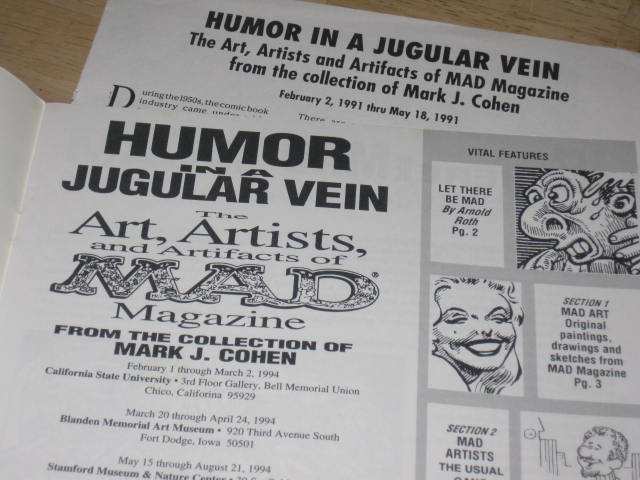 HUMOR IN A JUGULAR VEIN
The Art, Artists and Artifacts of MAD Magazine
from the collection of Mark J. Cohen
February 2, 1991 thru May 18, 1991
During the 1950s, the comic book
industry came
There are
HUMOR
IN A
JUGULAR VEIN
The
Art, Artists,
and Artifacts of
MAD®
Magazine
FROM THE COLLECTION OF
MARK J. COHEN
February 1 through March 2, 1994
California State University • 3rd Floor Gallery, Bell Memorial Union
Chico, Califorina 95929
March 20 through April 24, 1994
Blanden Memorial Art Museum • 920 Third Avenue South
Fort Dodge, Iowa 50501
May 15 through August 21, 1994
Stamford Museum & Nature Center • 39
VITAL FEATURES
LET THERE
BE MAD
By Arnold
Roth
Pg. 2
SECTION 1
MAD ART
Original
paintings,
drawings and
sketches from
MAD Magazine
Pg. 3
SECTION 2
MAD
ARTISTS
THE USUAL